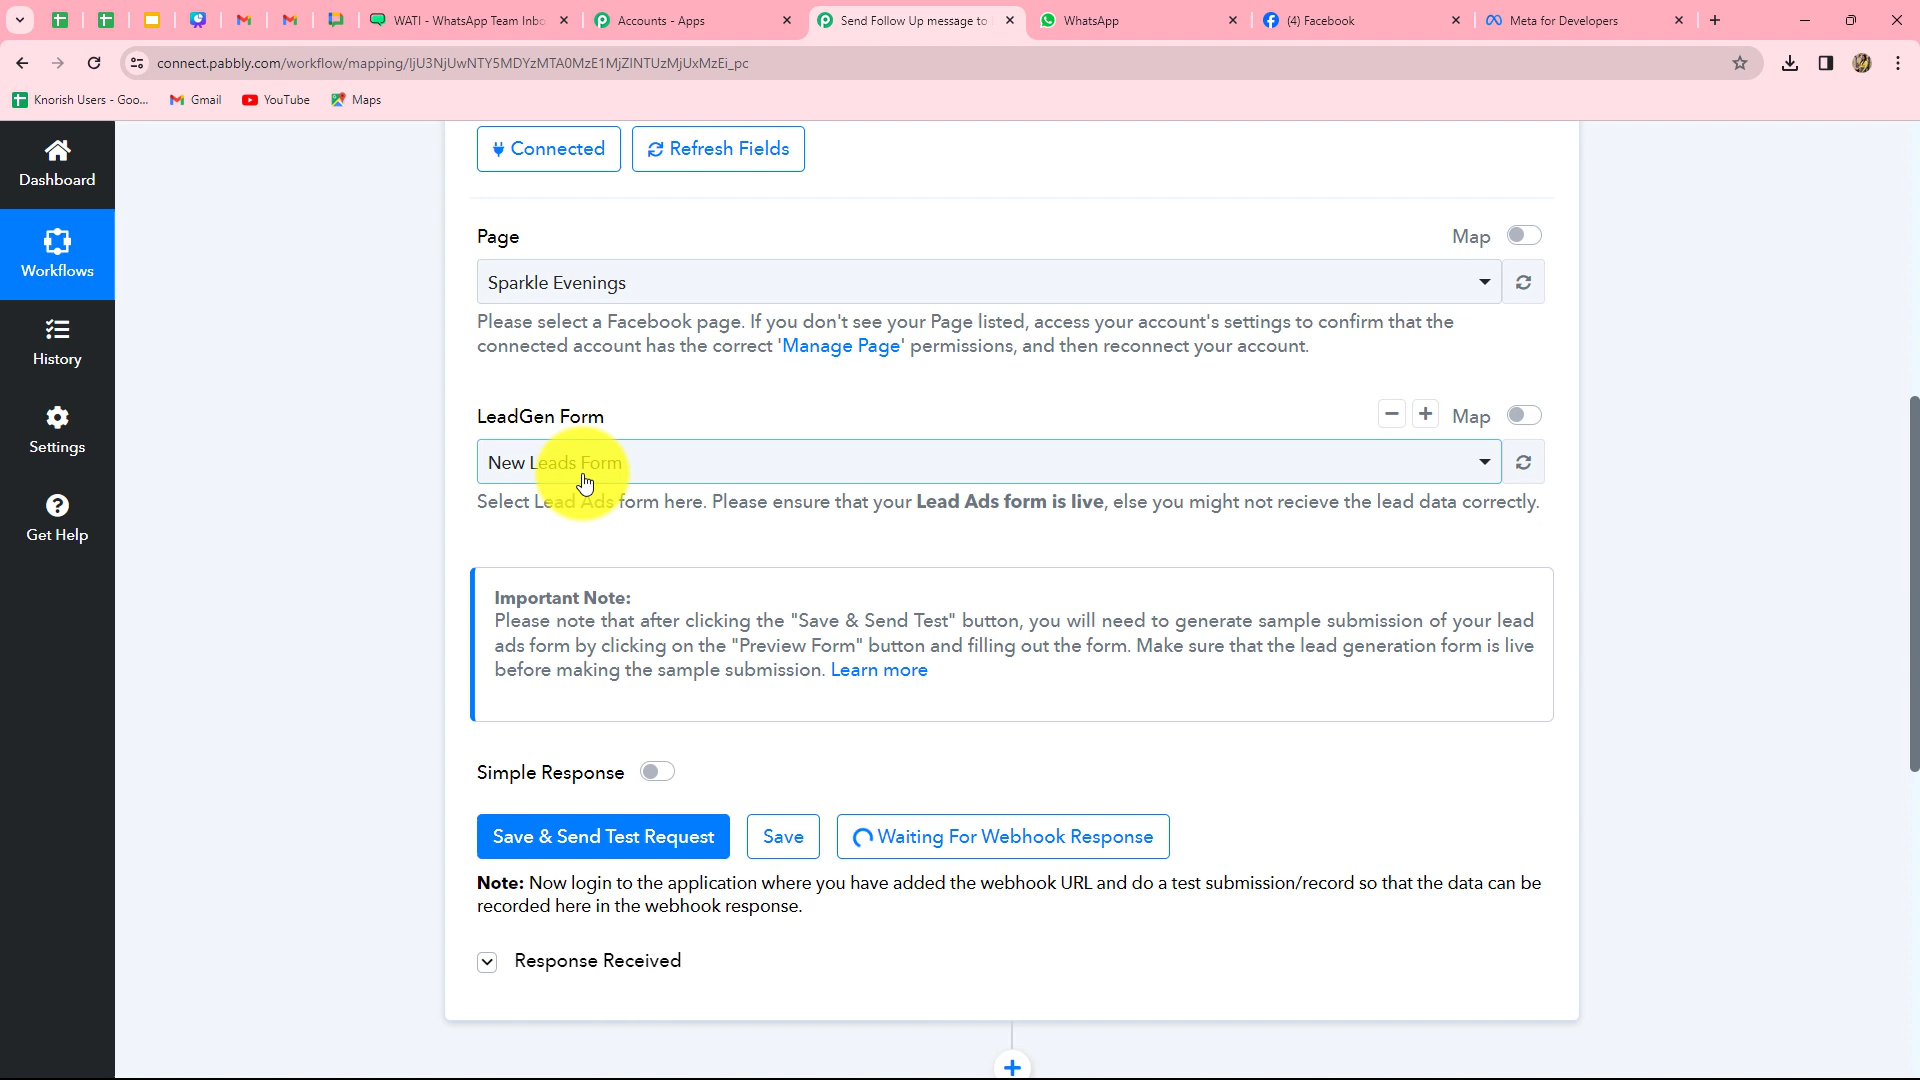 WATI - WhatsApp Team Inbo
Accounts - Apps
Send Follow Up message to
WhatsApp
(4) Facebook
Meta for Developers
connect.pabbly.com/workflow/mapping/IjU3NjUwNTY5MDYzMTA0MzE1MjZlNTUzMjUxMzEi_pc
Knorish Users - Goo...
Gmail
YouTube
Maps
Dashboard
Workflows
History
Settings
Get Help
Connected
Refresh Fields
Page
Map
Sparkle Evenings
Please select a Facebook page. If you don't see your Page listed, access your account's settings to confirm that the
connected account has the correct 'Manage Page' permissions, and then reconnect your account.
LeadGen Form
Map
New Leads Form
Select Lead Ads form here. Please ensure that your Lead Ads form is live, else you might not recieve the lead data correctly.
Important Note:
Please note that after clicking the "Save & Send Test" button, you will need to generate sample submission of your lead
ads form by clicking on the "Preview Form" button and filling out the form. Make sure that the lead generation form is live
before making the sample submission. Learn more
Simple Response
Save & Send Test Request
Save
Waiting For Webhook Response
Note: Now login to the application where you have added the webhook URL and do a test submission/record so that the data can be
recorded here in the webhook response.
Response Received